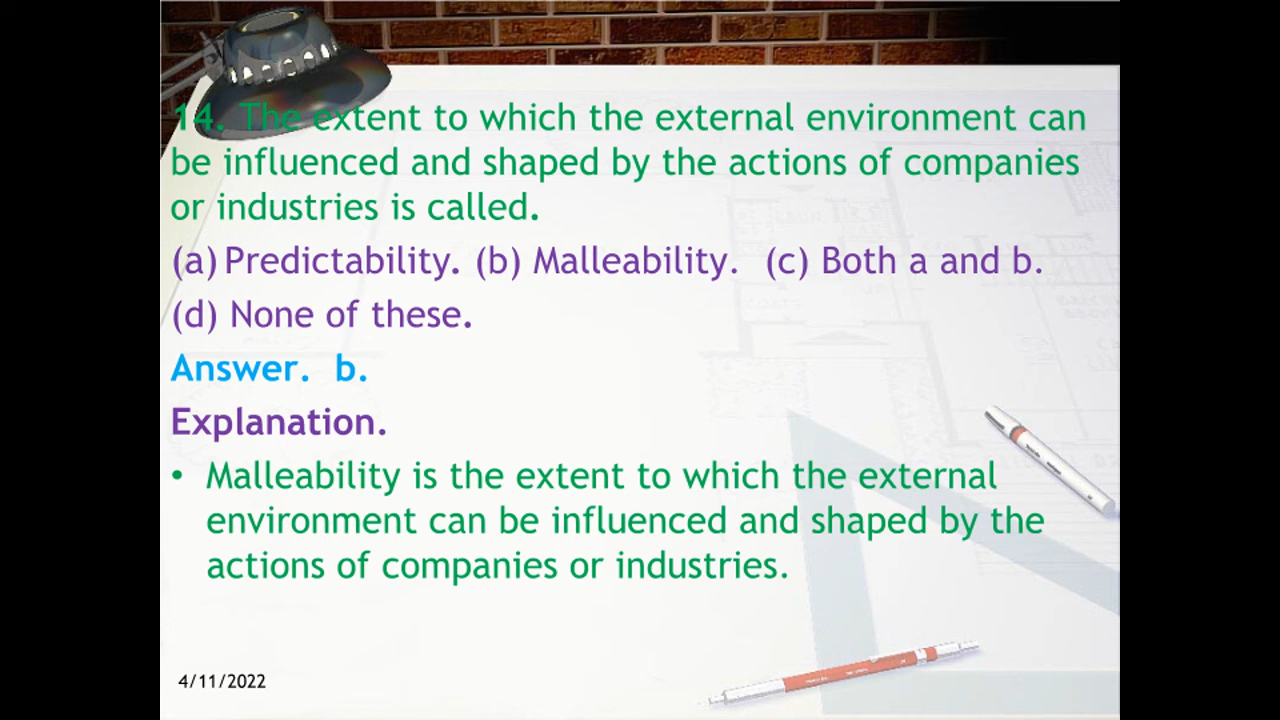 14. The extent to which the external environment can
be influenced and shaped by the actions of companies
or industries is called.
(a) Predictability. (b) Malleability. (c) Both a and b.
(d) None of these.
Answer. b.
Explanation.
• Malleability is the extent to which the external
environment can be influenced and shaped by the
actions of companies or industries.
4/11/2022